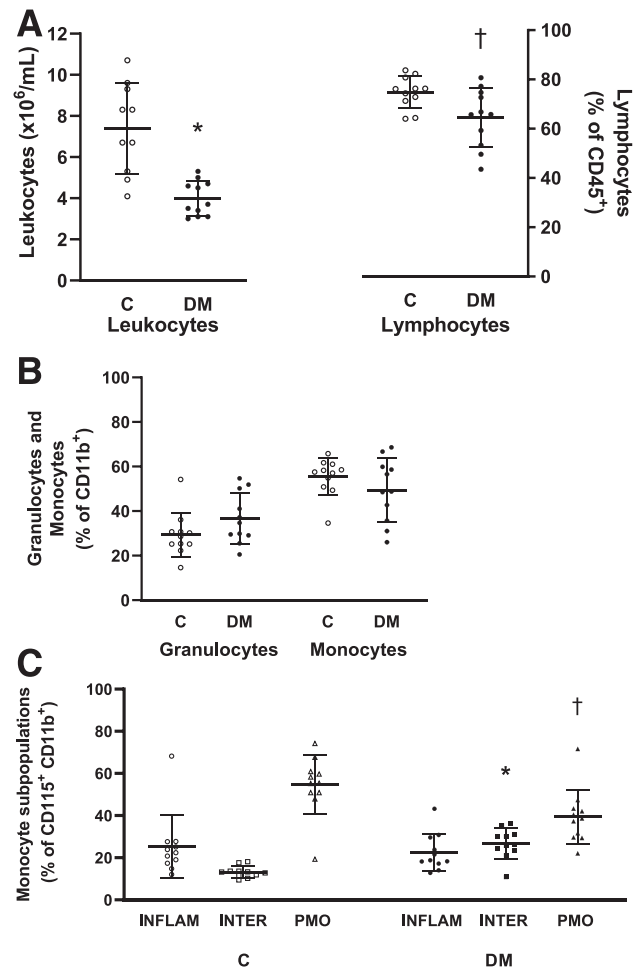 A
Leukocytes (x10⁶/mL)
12
10
8
6
4
2
0
*
C DM
Leukocytes
†
100
80
60
40
20
0
Lymphocytes
(% of CD45⁺)
C DM
Lymphocytes
B
Granulocytes and
Monocytes
(% of CD11b⁺)
100
80
60
40
20
0
C DM C DM
Granulocytes Monocytes
C
Monocyte subpopulations
(% of CD115⁺ CD11b⁺)
100
80
60
40
20
0
* †
INFLAM INTER PMO INFLAM INTER PMO
C DM